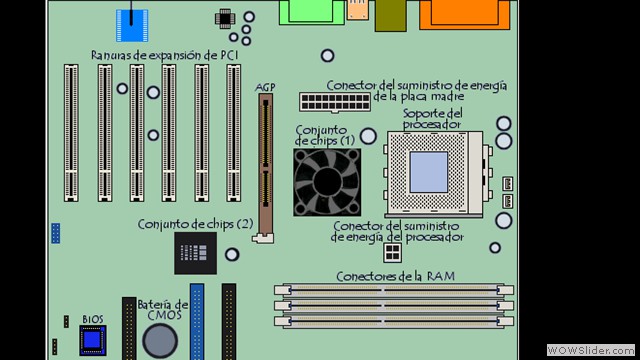 Ranuras de expansión de PCI
AGP
Conector del suministro de energía
de la placa madre
Soporte del
procesador
Conjunto
de chips (1)
Conjunto de chips (2)
Conector del suministro
de energía del procesador
Conectores de la RAM
Batería de
CMOS
BIOS
WOWSlider.com